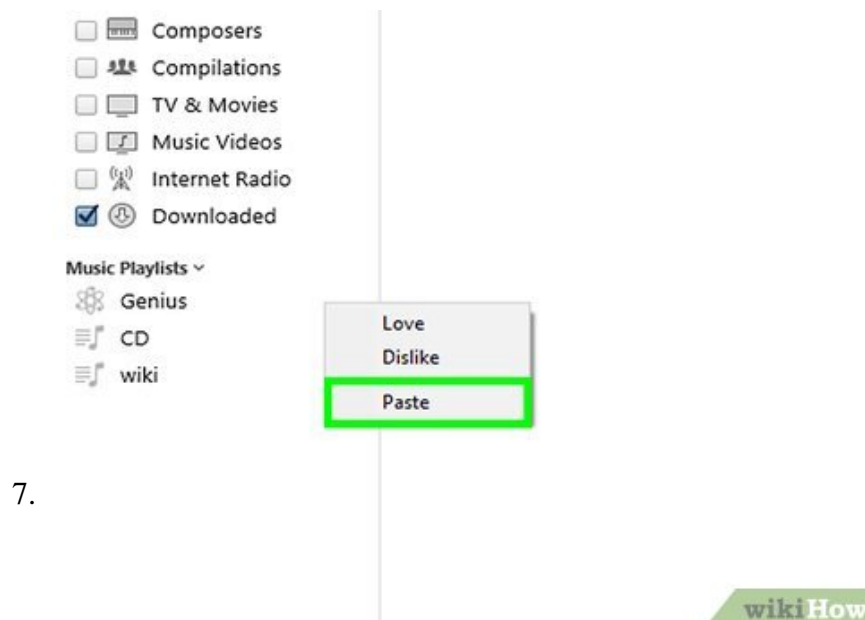 Composers
Compilations
TV & Movies
Music Videos
Internet Radio
Downloaded
Music Playlists
Genius
CD
wiki
Love
Dislike
Paste
7.
wikiHow